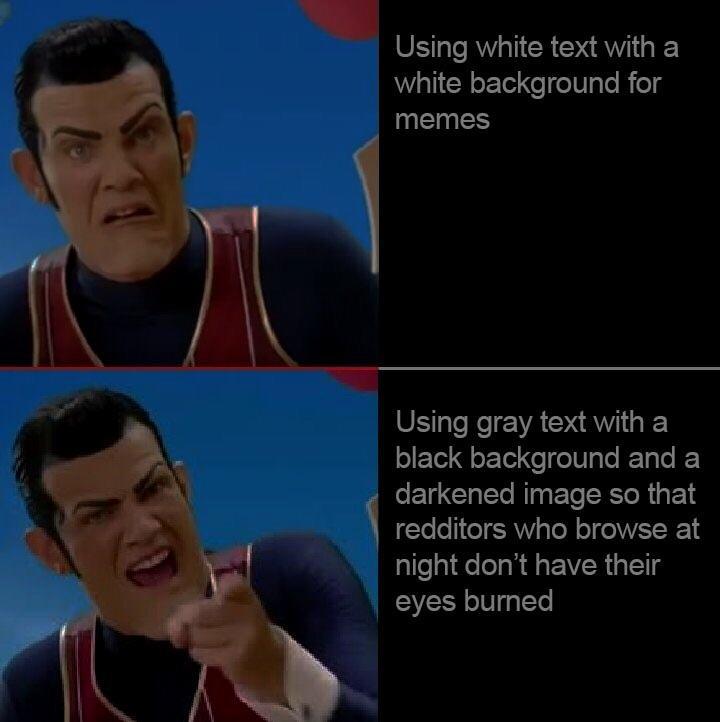 Using white text with a
white background for
memes
Using gray text with a
black background and a
darkened image so that
redditors who browse at
night don’t have their
eyes burned